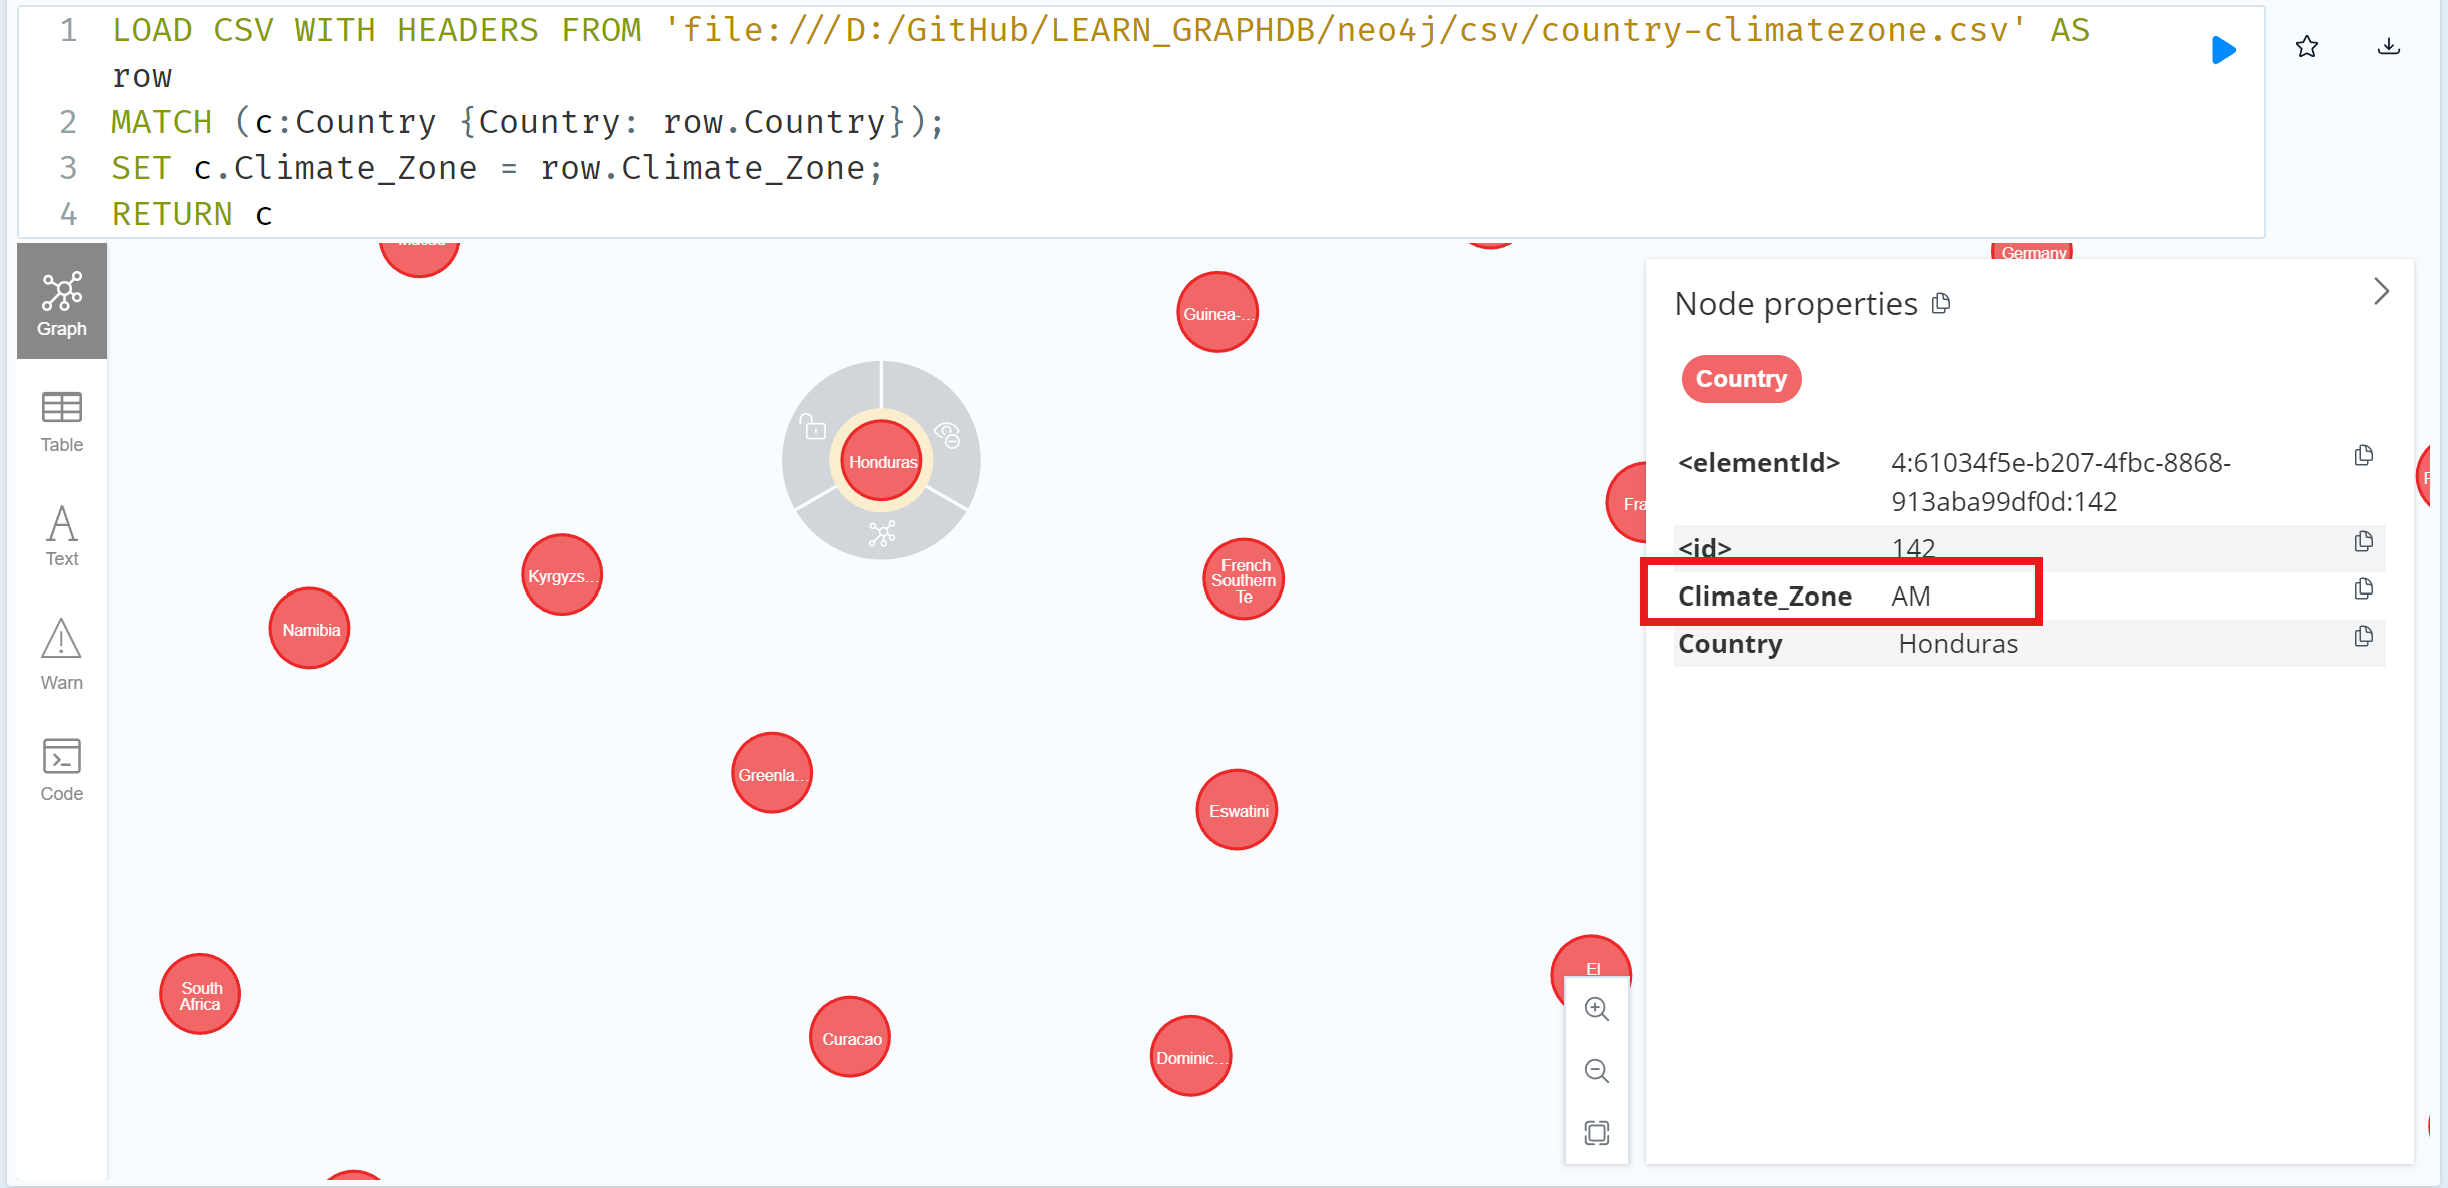 1 LOAD CSV WITH HEADERS FROM 'file:///D:/GitHub/LEARN_GRAPHDB/neo4j/csv/country-climatezone.csv' AS
row
2 MATCH (c:Country {Country: row.Country});
3 SET c.Climate_Zone = row.Climate_Zone;
4 RETURN c
Graph
Table
Text
Warn
Code
Germany
Guinea-...
Honduras
Kyrgyzs...
Namibia
French
Southern
Te
Fra
Greenla...
Eswatini
South
Africa
Curacao
Dominic...
El
Node properties
Country
<elementId> 4:61034f5e-b207-4fbc-8868-
913aba99df0d:142
<id> 142
Climate_Zone AM
Country Honduras